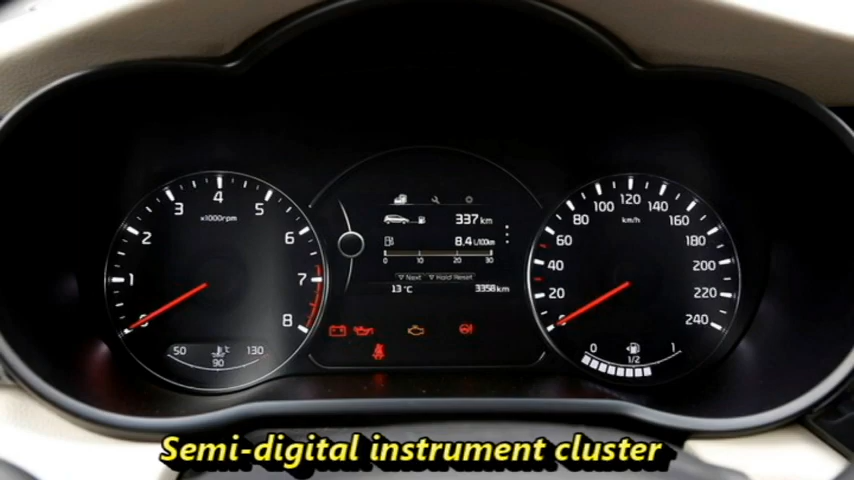 0
1
2
3
4
5
6
7
8
x1000rpm
50
90
130
°C
337 km
8.4 L/100km
0 10 20 30
Next Hold:Reset
13 °C 3358 km
0
20
40
60
80
100
120
140
160
180
200
220
240
km/h
0 1/2 1
Semi-digital instrument cluster